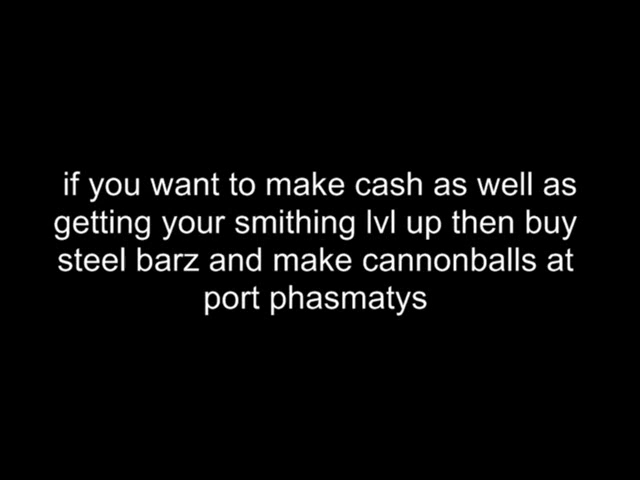 if you want to make cash as well as
getting your smithing lvl up then buy
steel barz and make cannonballs at
port phasmatys